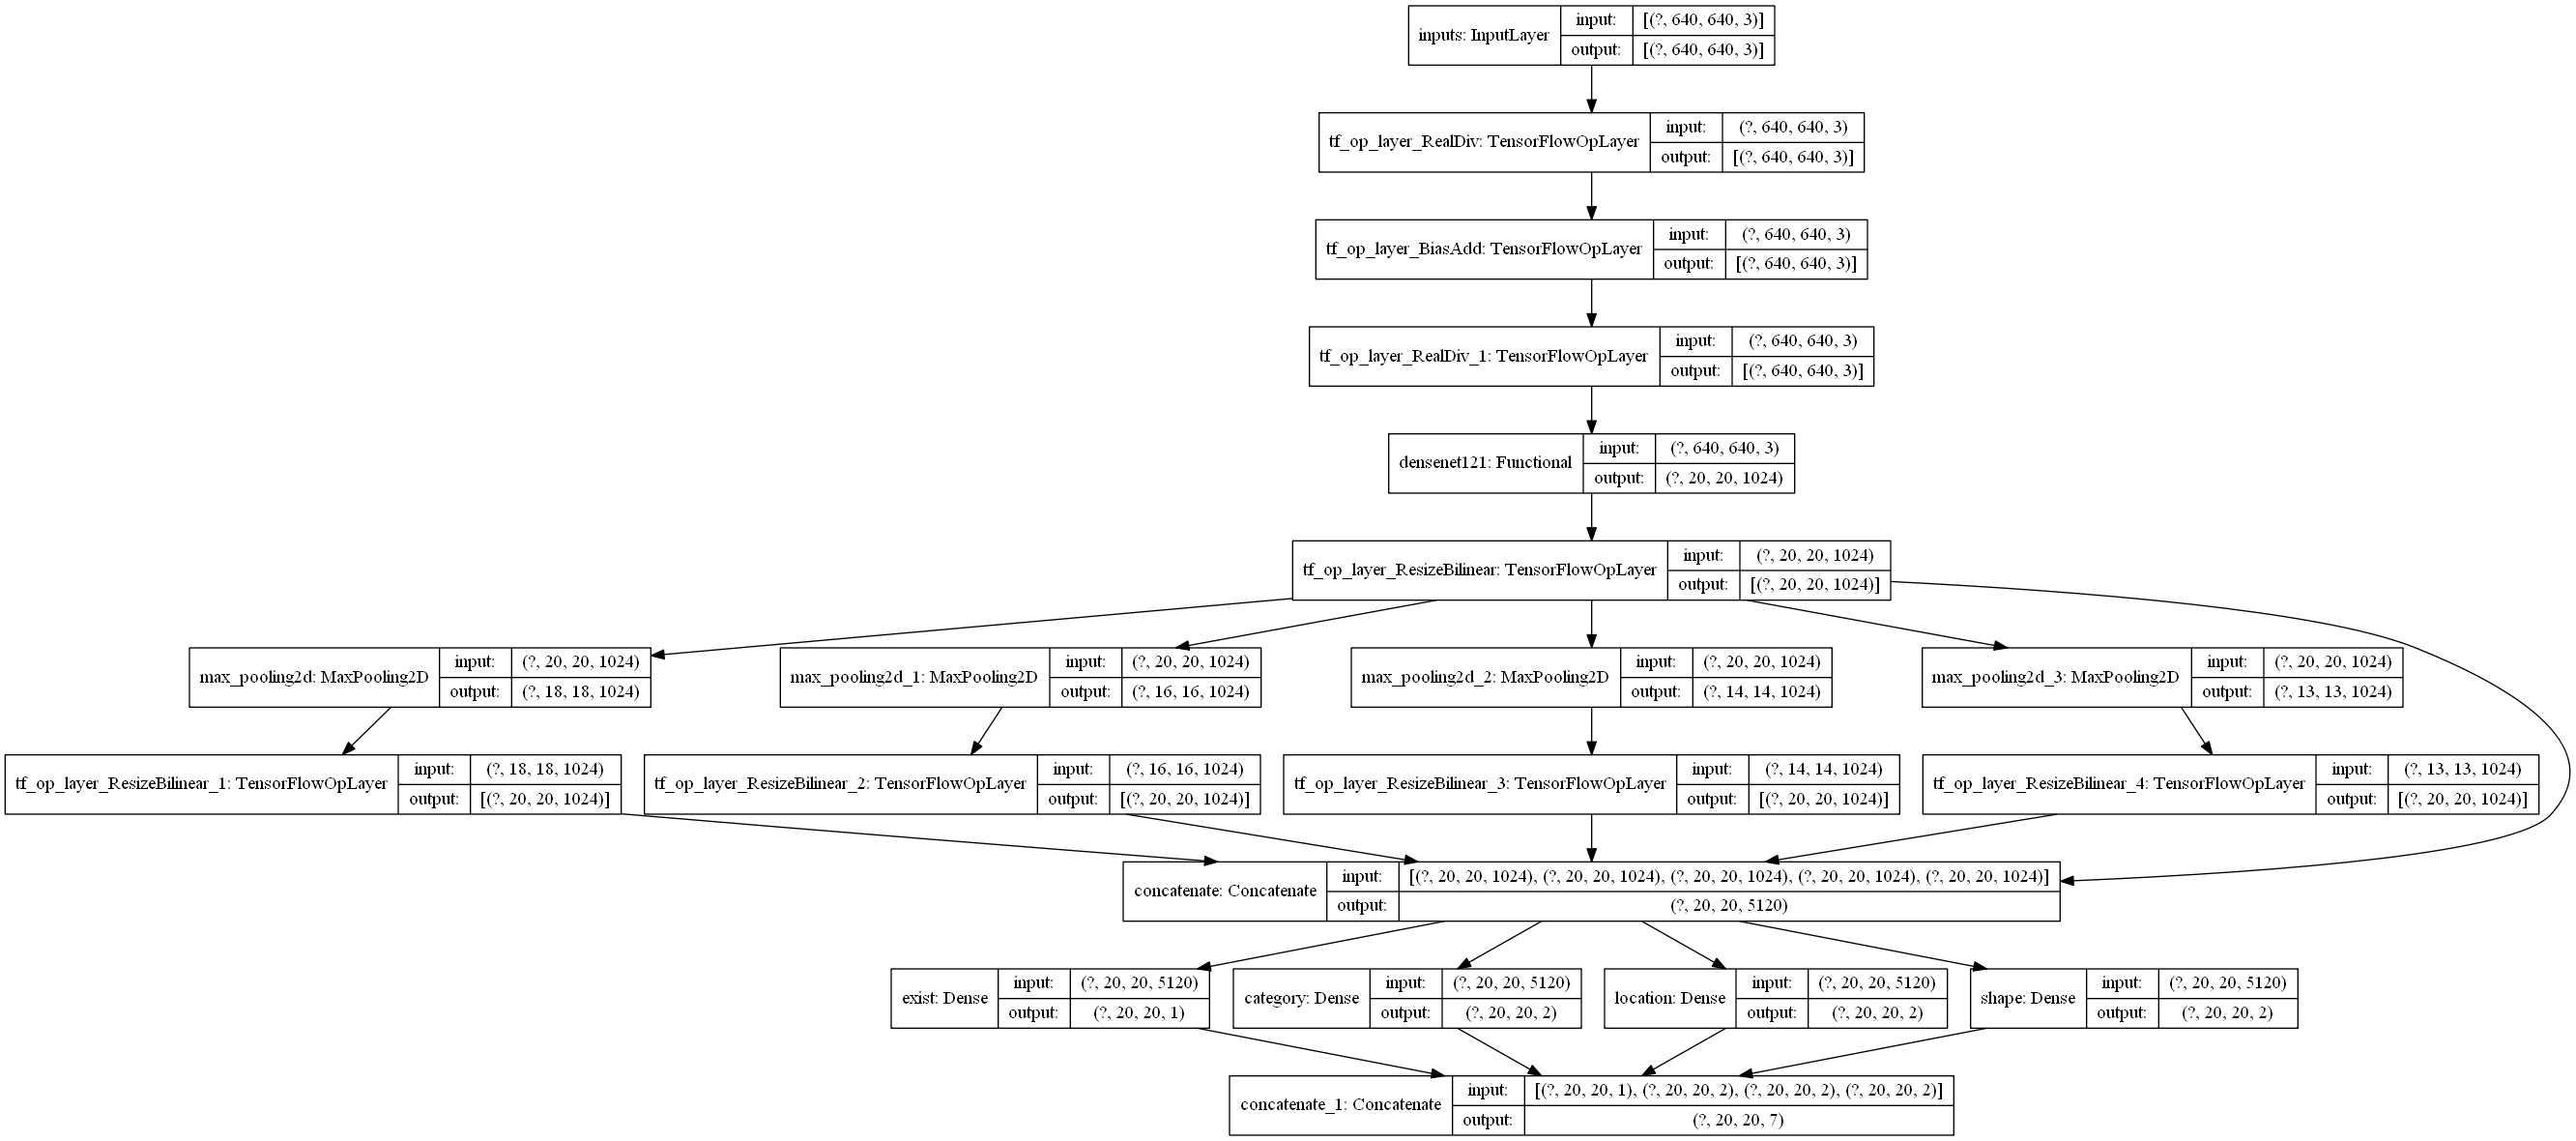 inputs: InputLayer
input: [(?, 640, 640, 3)]
output: [(?, 640, 640, 3)]
tf_op_layer_RealDiv: TensorFlowOpLayer
input: (?, 640, 640, 3)
output: [(?, 640, 640, 3)]
tf_op_layer_BiasAdd: TensorFlowOpLayer
input: (?, 640, 640, 3)
output: [(?, 640, 640, 3)]
tf_op_layer_RealDiv_1: TensorFlowOpLayer
input: (?, 640, 640, 3)
output: [(?, 640, 640, 3)]
densenet121: Functional
input: (?, 640, 640, 3)
output: (?, 20, 20, 1024)
tf_op_layer_ResizeBilinear: TensorFlowOpLayer
input: (?, 20, 20, 1024)
output: [(?, 20, 20, 1024)]
max_pooling2d: MaxPooling2D
input: (?, 20, 20, 1024)
output: (?, 18, 18, 1024)
max_pooling2d_1: MaxPooling2D
input: (?, 20, 20, 1024)
output: (?, 16, 16, 1024)
max_pooling2d_2: MaxPooling2D
input: (?, 20, 20, 1024)
output: (?, 14, 14, 1024)
max_pooling2d_3: MaxPooling2D
input: (?, 20, 20, 1024)
output: (?, 13, 13, 1024)
tf_op_layer_ResizeBilinear_1: TensorFlowOpLayer
input: (?, 18, 18, 1024)
output: [(?, 20, 20, 1024)]
tf_op_layer_ResizeBilinear_2: TensorFlowOpLayer
input: (?, 16, 16, 1024)
output: [(?, 20, 20, 1024)]
tf_op_layer_ResizeBilinear_3: TensorFlowOpLayer
input: (?, 14, 14, 1024)
output: [(?, 20, 20, 1024)]
tf_op_layer_ResizeBilinear_4: TensorFlowOpLayer
input: (?, 13, 13, 1024)
output: [(?, 20, 20, 1024)]
concatenate: Concatenate
input: [(?, 20, 20, 1024), (?, 20, 20, 1024), (?, 20, 20, 1024), (?, 20, 20, 1024), (?, 20, 20, 1024)]
output: (?, 20, 20, 5120)
exist: Dense
input: (?, 20, 20, 5120)
output: (?, 20, 20, 1)
category: Dense
input: (?, 20, 20, 5120)
output: (?, 20, 20, 2)
location: Dense
input: (?, 20, 20, 5120)
output: (?, 20, 20, 2)
shape: Dense
input: (?, 20, 20, 5120)
output: (?, 20, 20, 2)
concatenate_1: Concatenate
input: [(?, 20, 20, 1), (?, 20, 20, 2), (?, 20, 20, 2), (?, 20, 20, 2)]
output: (?, 20, 20, 7)